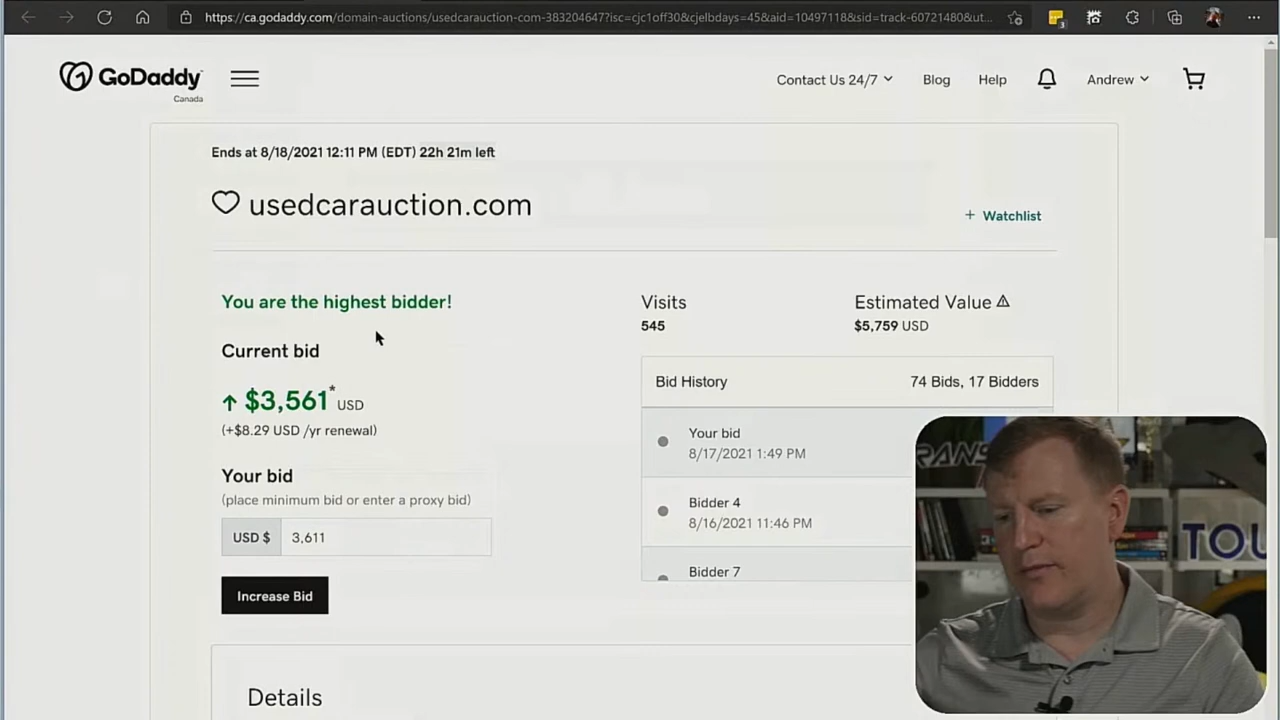 https://ca.godaddy.com/domain-auctions/usedcarauction-com-383204647?isc=cjc1off30&cjelbdays=45&aid=10497118&sid=track-60721480&ut...
3
GoDaddy
Canada
Contact Us 24/7
Blog
Help
Andrew
Ends at 8/18/2021 12:11 PM (EDT) 22h 21m left
usedcarauction.com
+ Watchlist
You are the highest bidder!
Visits
Estimated Value
545
$5,759 USD
Current bid
Bid History
74 Bids, 17 Bidders
$3,561* USD
(+$8.29 USD /yr renewal)
Your bid
8/17/2021 1:49 PM
Your bid
(place minimum bid or enter a proxy bid)
Bidder 4
8/16/2021 11:46 PM
USD $ 3,611
Bidder 7
Increase Bid
Details
TRANS
TOU